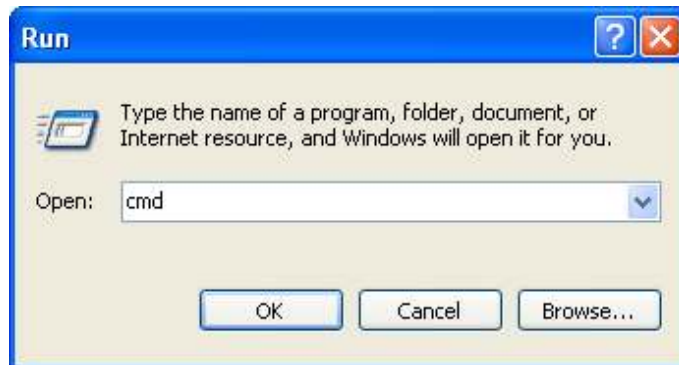 Run
Type the name of a program, folder, document, or
Internet resource, and Windows will open it for you.
Open: cmd
OK Cancel Browse...